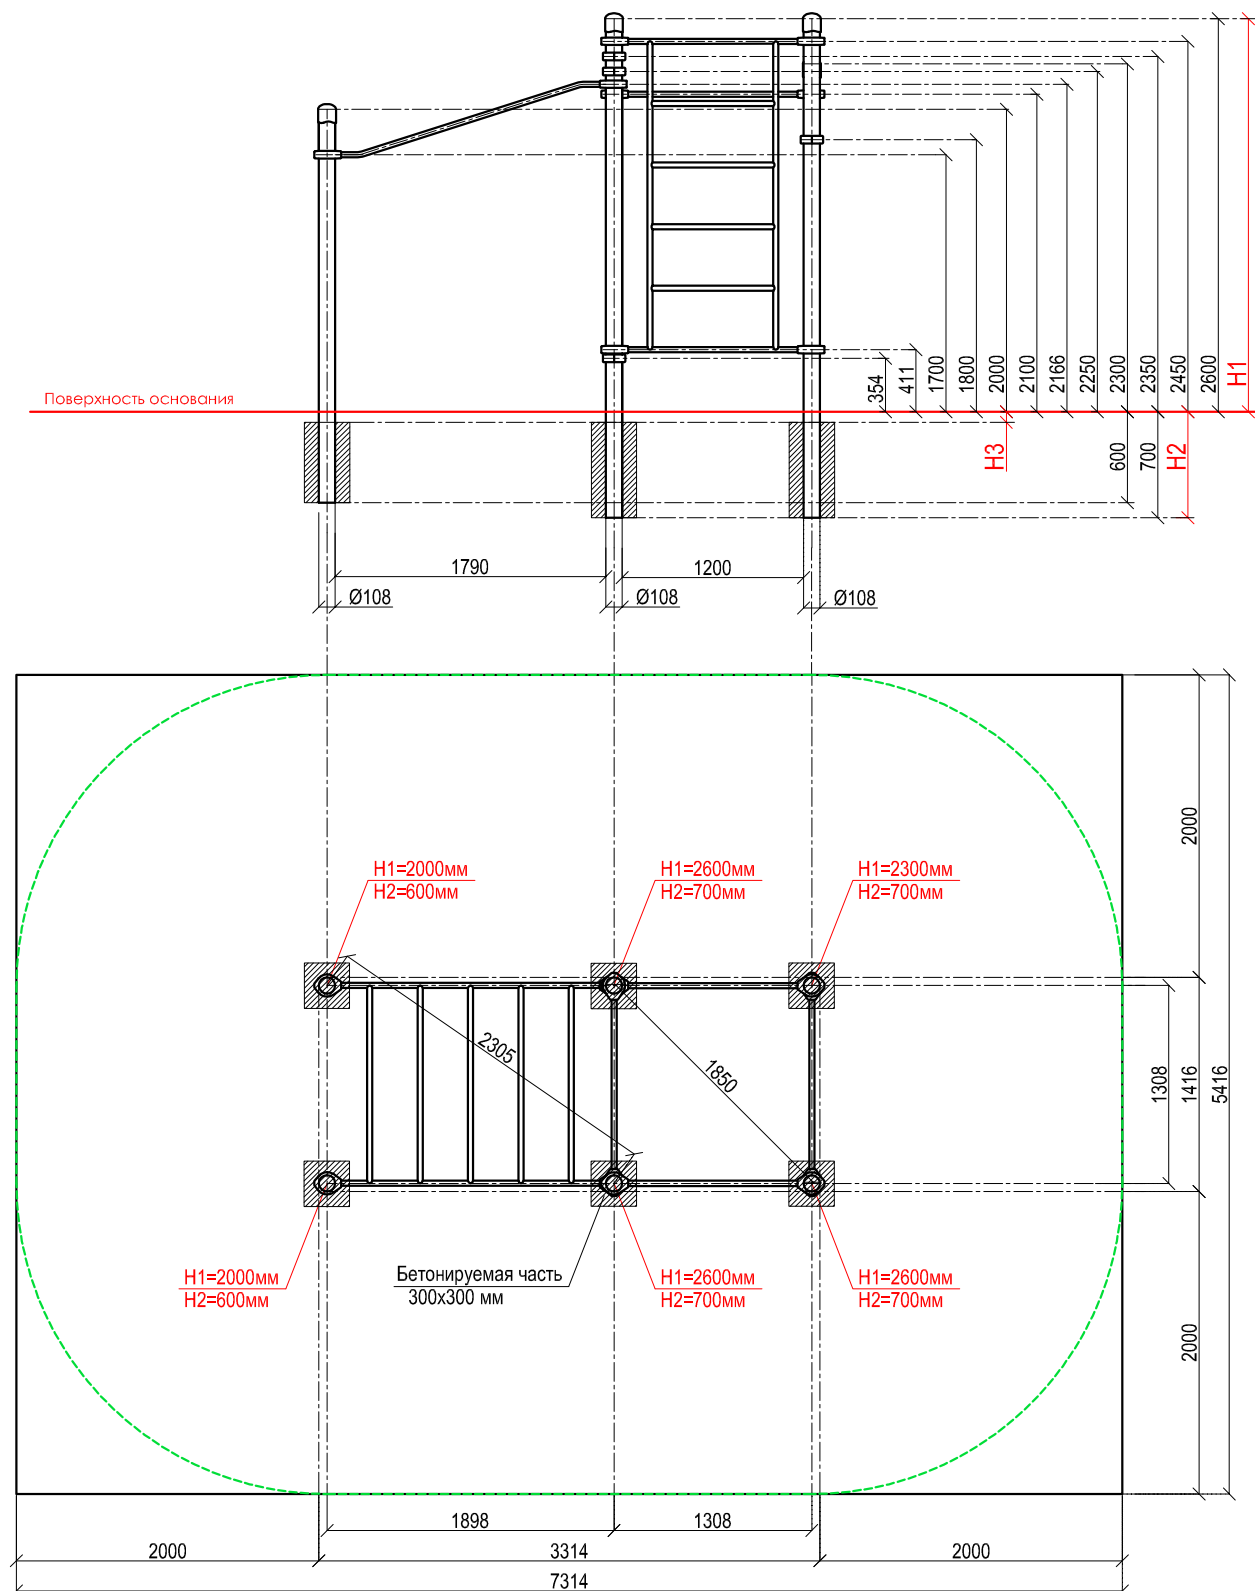 Поверхность основания
354
411
1700
1800
2000
2100
2166
2250
2300
2350
2450
2600
H1
H3
600
700
H2
1790
1200
Ø108
Ø108
Ø108
2000
H1=2000мм
H2=600мм
H1=2600мм
H2=700мм
H1=2300мм
H2=700мм
2305
1850
1308
1416
5416
H1=2000мм
H2=600мм
Бетонируемая часть
300х300 мм
H1=2600мм
H2=700мм
H1=2600мм
H2=700мм
2000
1898
1308
2000
3314
2000
7314